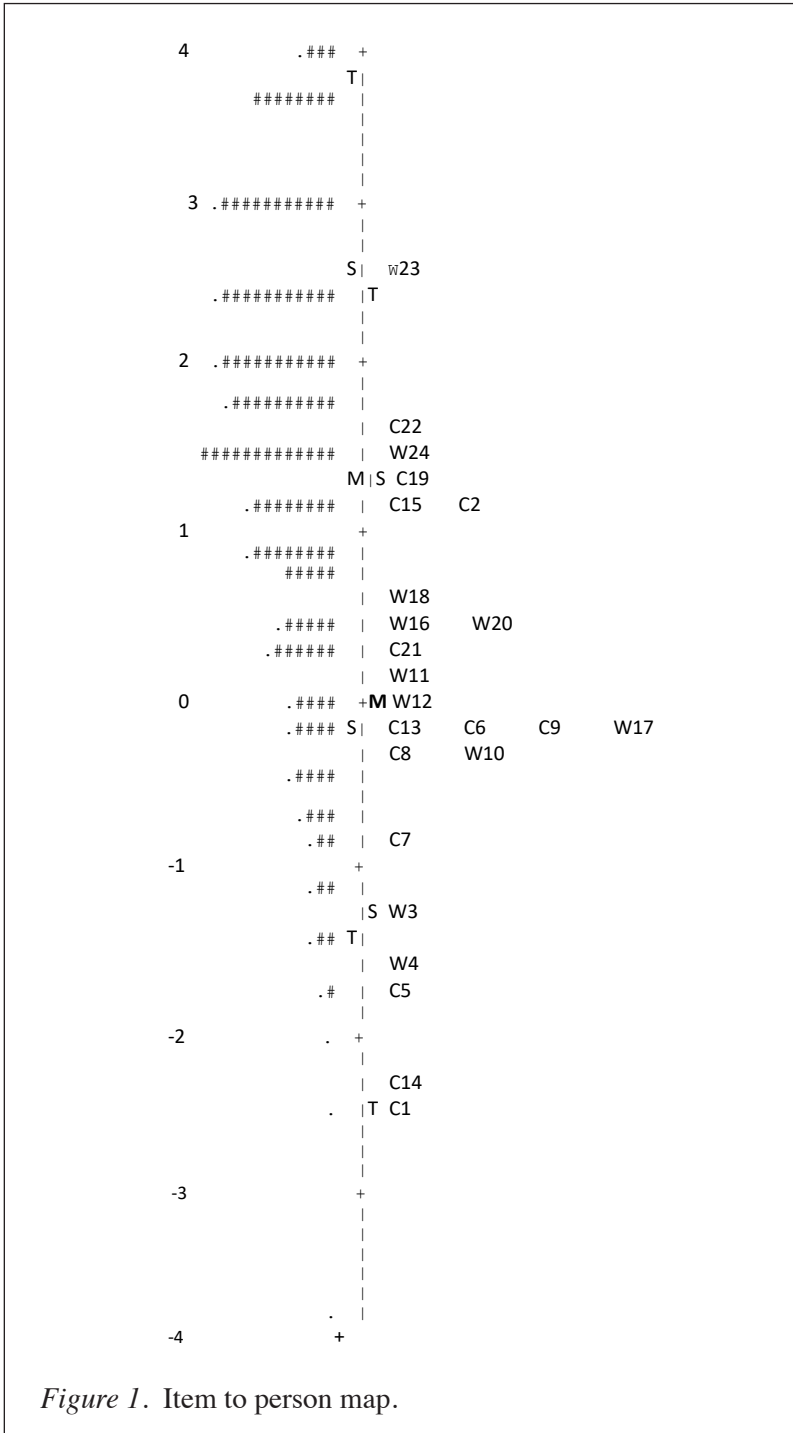 4 .### +
T|
######## |
|
|
|
|
3 .########### +
|
|
S| W23
.########### |T
|
|
2 .########### +
|
.########## |
| C22
############# | W24
M|S C19
.######## | C15 C2
1 +
.######## |
##### |
| W18
.##### | W16 W20
.###### | C21
| W11
0 .#### +M W12
.#### S| C13 C6 C9 W17
| C8 W10
.#### |
|
.### |
.## | C7
-1 +
.## |
|S W3
.## T|
| W4
.# | C5
|
-2 . +
|
| C14
. |T C1
|
|
|
-3 +
|
|
|
|
|
. |
-4 +
Figure 1. Item to person map.